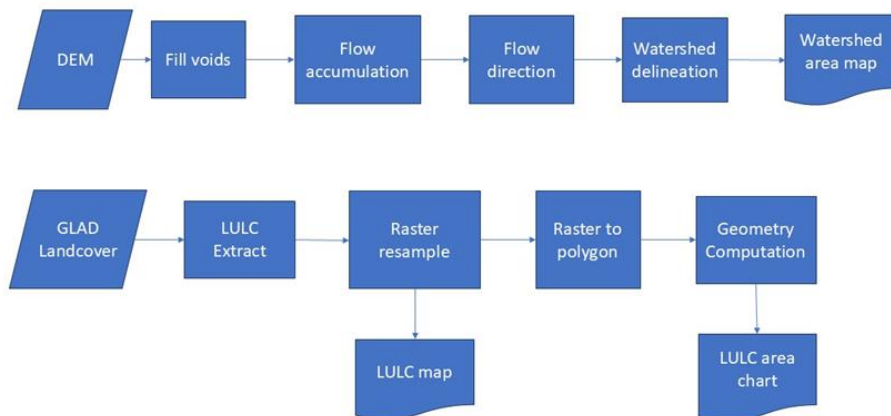 DEM
Fill voids
Flow
accumulation
Flow
direction
Watershed
delineation
Watershed
area map
GLAD
Landcover
LULC
Extract
Raster
resample
Raster to
polygon
Geometry
Computation
LULC map
LULC area
chart